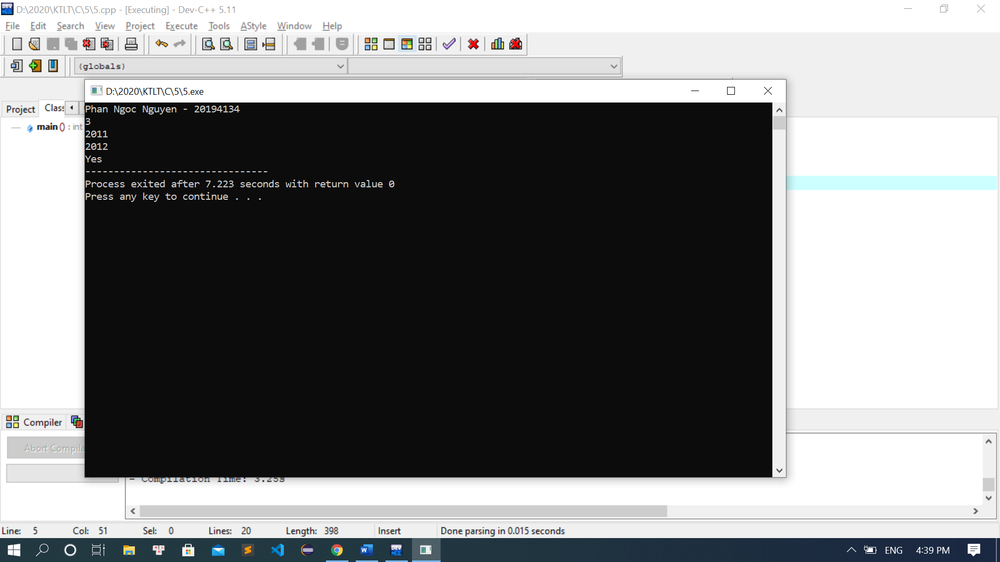 D:\2020\KTLT\C\5\5.cpp - [Executing] - Dev-C++ 5.11
File Edit Search View Project Execute Tools AStyle Window Help
(globals)
D:\2020\KTLT\C\5\5.exe
Project Class
main () : int
Phan Ngoc Nguyen - 20194134
3
2011
2012
Yes
--------------------------------
Process exited after 7.223 seconds with return value 0
Press any key to continue . . .
Compiler
Abort Compila
- Compilation Time: 3.25s
Line: 5 Col: 51 Sel: 0 Lines: 20 Length: 398 Insert Done parsing in 0.015 seconds
DEV
ENG 4:39 PM